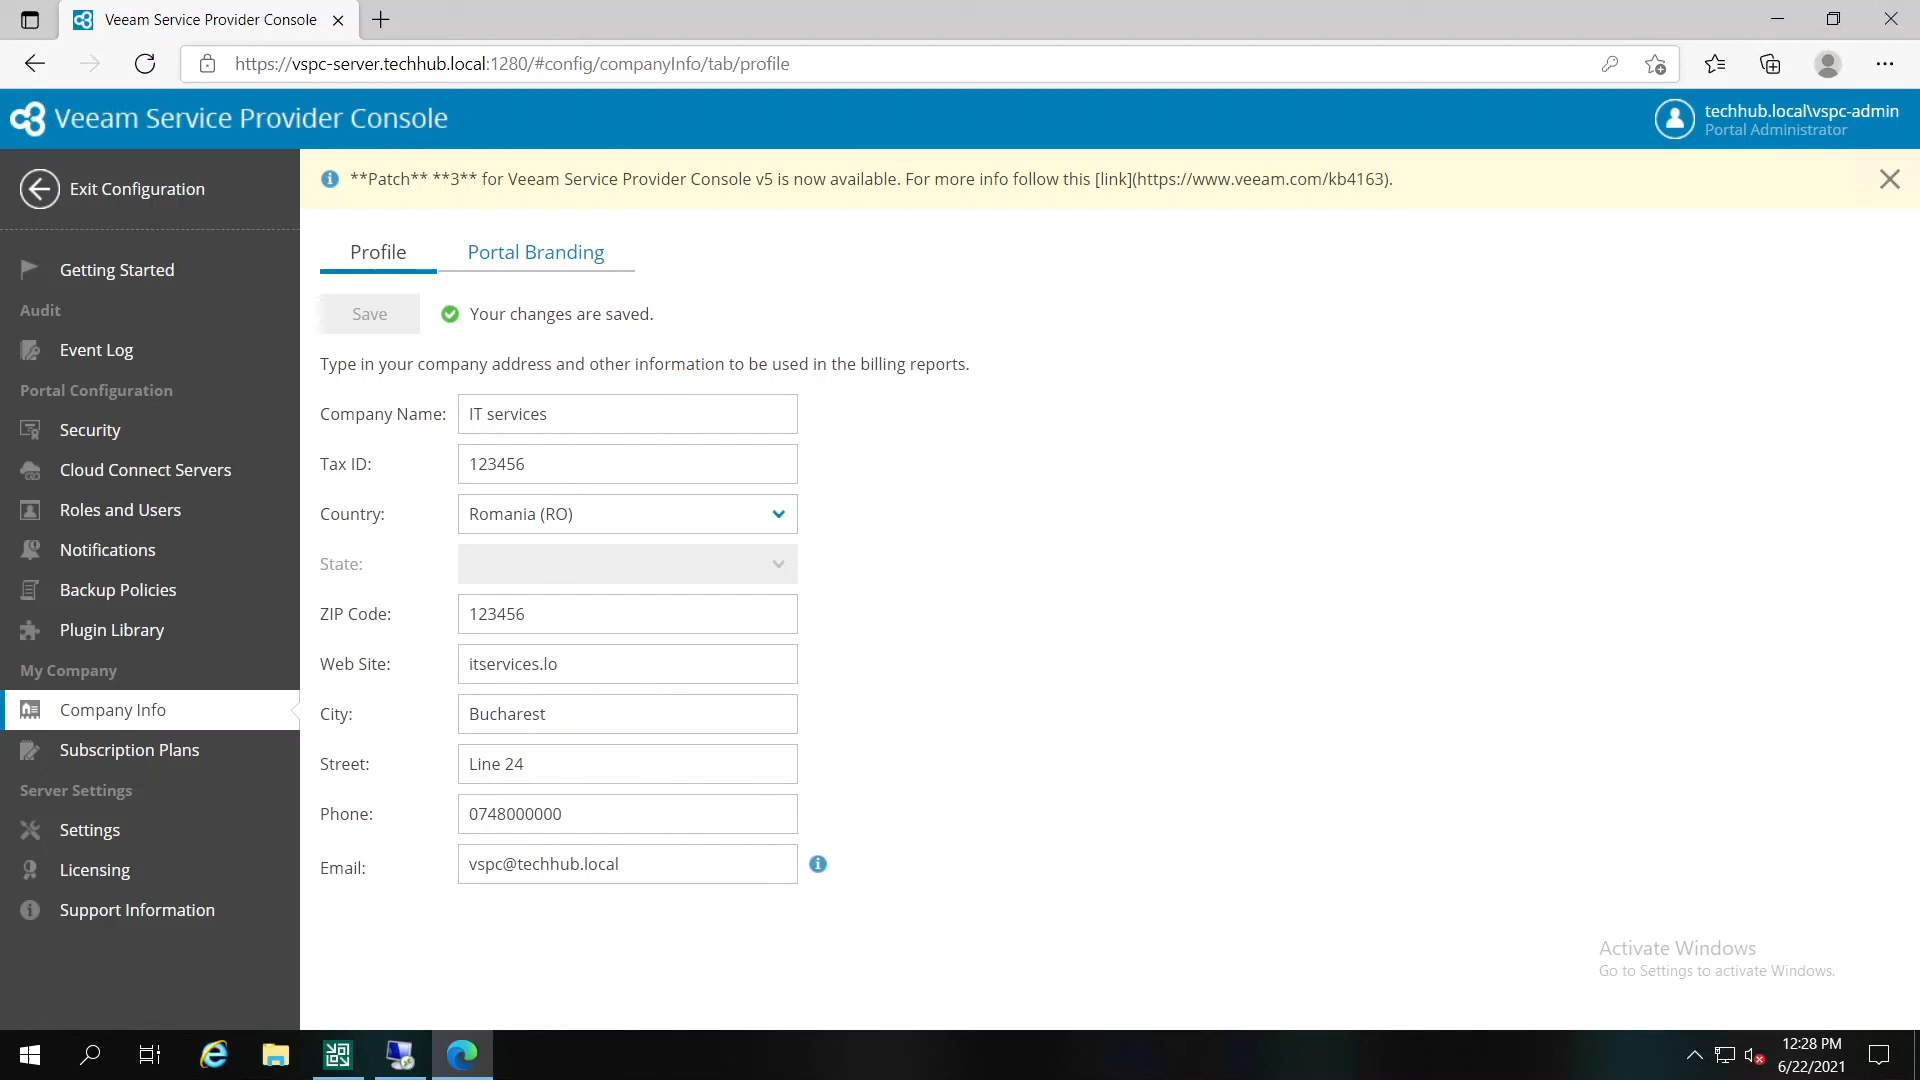 Veeam Service Provider Console
https://vspc-server.techhub.local:1280/#config/companyInfo/tab/profile
Veeam Service Provider Console
techhub.local\vspc-admin
Portal Administrator
Exit Configuration
**Patch** **3** for Veeam Service Provider Console v5 is now available. For more info follow this [link](https://www.veeam.com/kb4163).
Getting Started
Audit
Event Log
Portal Configuration
Security
Cloud Connect Servers
Roles and Users
Notifications
Backup Policies
Plugin Library
My Company
Company Info
Subscription Plans
Server Settings
Settings
Licensing
Support Information
Profile
Portal Branding
Save
Your changes are saved.
Type in your company address and other information to be used in the billing reports.
Company Name: IT services
Tax ID: 123456
Country: Romania (RO)
State:
ZIP Code: 123456
Web Site: itservices.lo
City: Bucharest
Street: Line 24
Phone: 0748000000
Email: vspc@techhub.local
Activate Windows
Go to Settings to activate Windows.
12:28 PM
6/22/2021